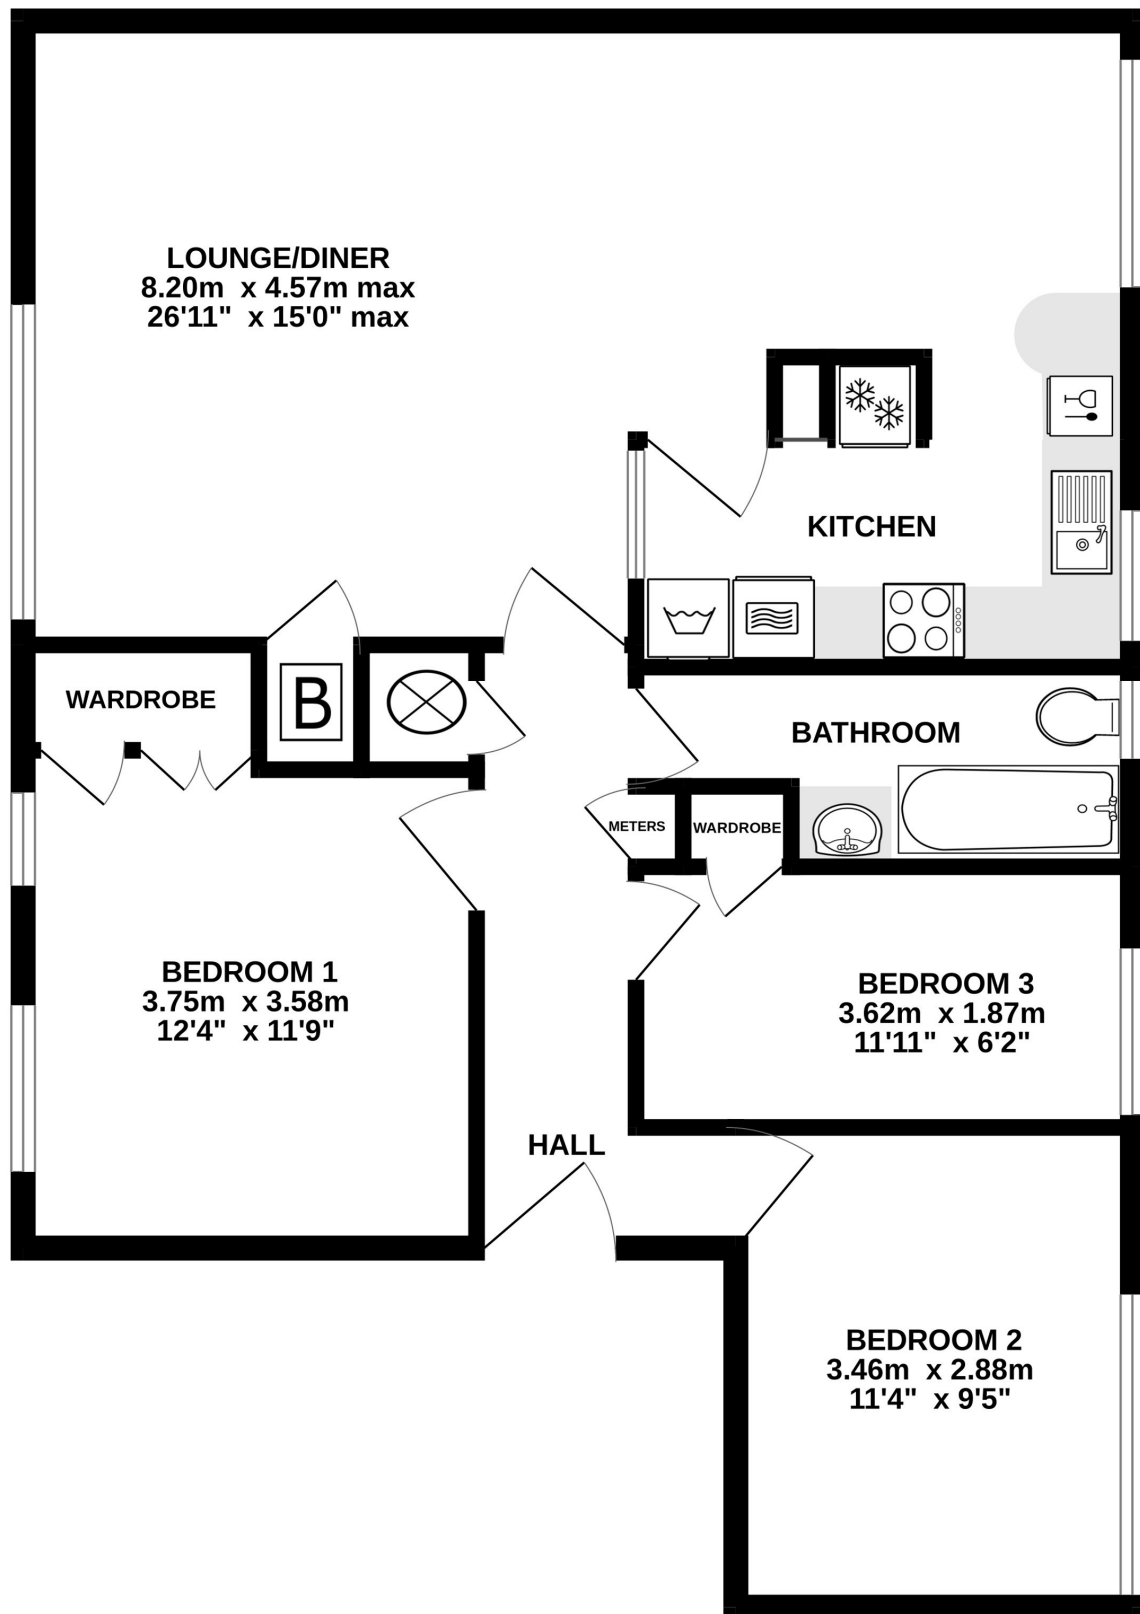 LOUNGE/DINER
8.20m x 4.57m max
26'11" x 15'0" max
KITCHEN
WARDROBE
B
BATHROOM
METERS
WARDROBE
BEDROOM 1
3.75m x 3.58m
12'4" x 11'9"
BEDROOM 3
3.62m x 1.87m
11'11" x 6'2"
HALL
BEDROOM 2
3.46m x 2.88m
11'4" x 9'5"